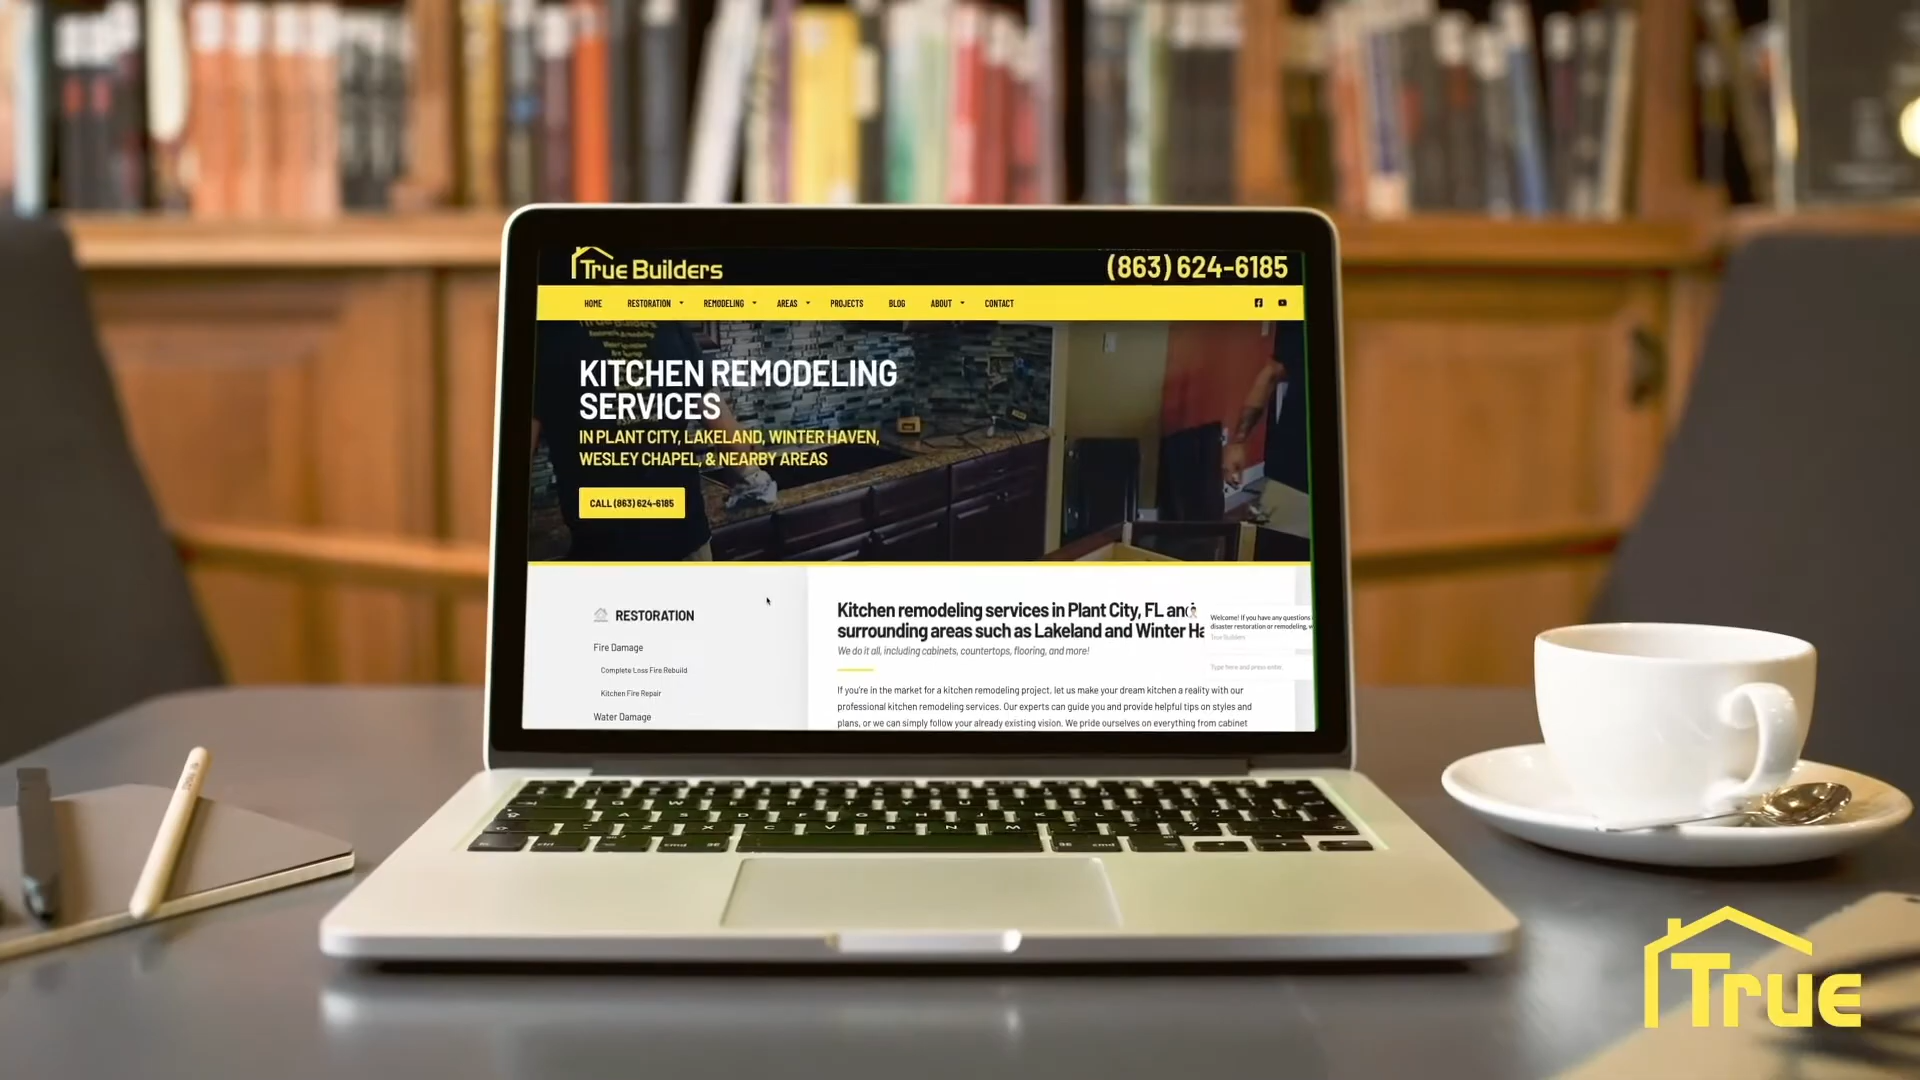 True Builders
(863) 624-6185
HOME RESTORATION REMODELING AREAS PROJECTS BLOG ABOUT CONTACT
KITCHEN REMODELING
SERVICES
IN PLANT CITY, LAKELAND, WINTER HAVEN,
WESLEY CHAPEL, & NEARBY AREAS
CALL (863) 624-6185
RESTORATION
Fire Damage
Complete Loss Fire Rebuild
Kitchen Fire Repair
Water Damage
Kitchen remodeling services in Plant City, FL and
surrounding areas such as Lakeland and Winter Ha
We do it all, including cabinets, countertops, flooring, and more!
If you're in the market for a kitchen remodeling project, let us make your dream kitchen a reality with our
professional kitchen remodeling services. Our experts can guide you and provide helpful tips on styles and
plans, or we can simply follow your already existing vision. We pride ourselves on everything from cabinet
Welcome! If you have any questions
disaster restoration or remodeling, w
True Builders
Type here and press enter.
True